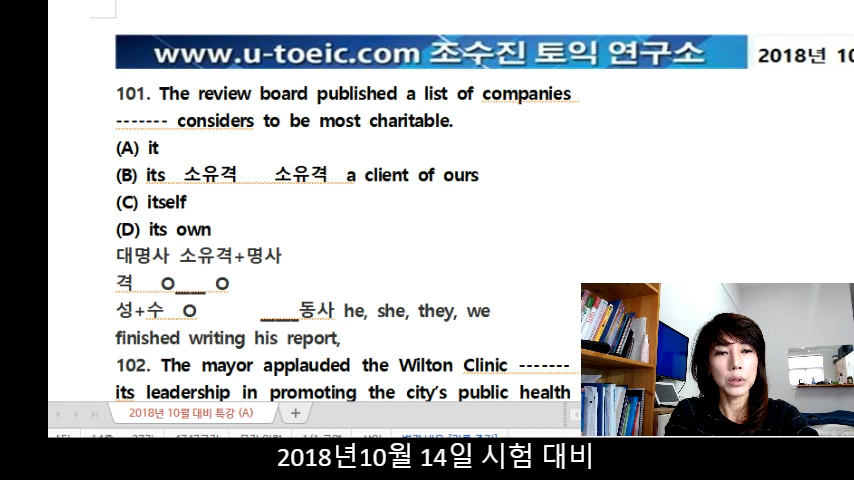 www.u-toeic.com 조수진 토익 연구소
2018년 10
101. The review board published a list of companies
------- considers to be most charitable.
(A) it
(B) its 소유격 소유격 a client of ours
(C) itself
(D) its own
대명사 소유격+명사
격 O___ O
성+수 O ____동사 he, she, they, we
finished writing his report,
102. The mayor applauded the Wilton Clinic -------
its leadership in promoting the city's public health
2018년 10월 대비 특강 (A)
2018년10월 14일 시험 대비